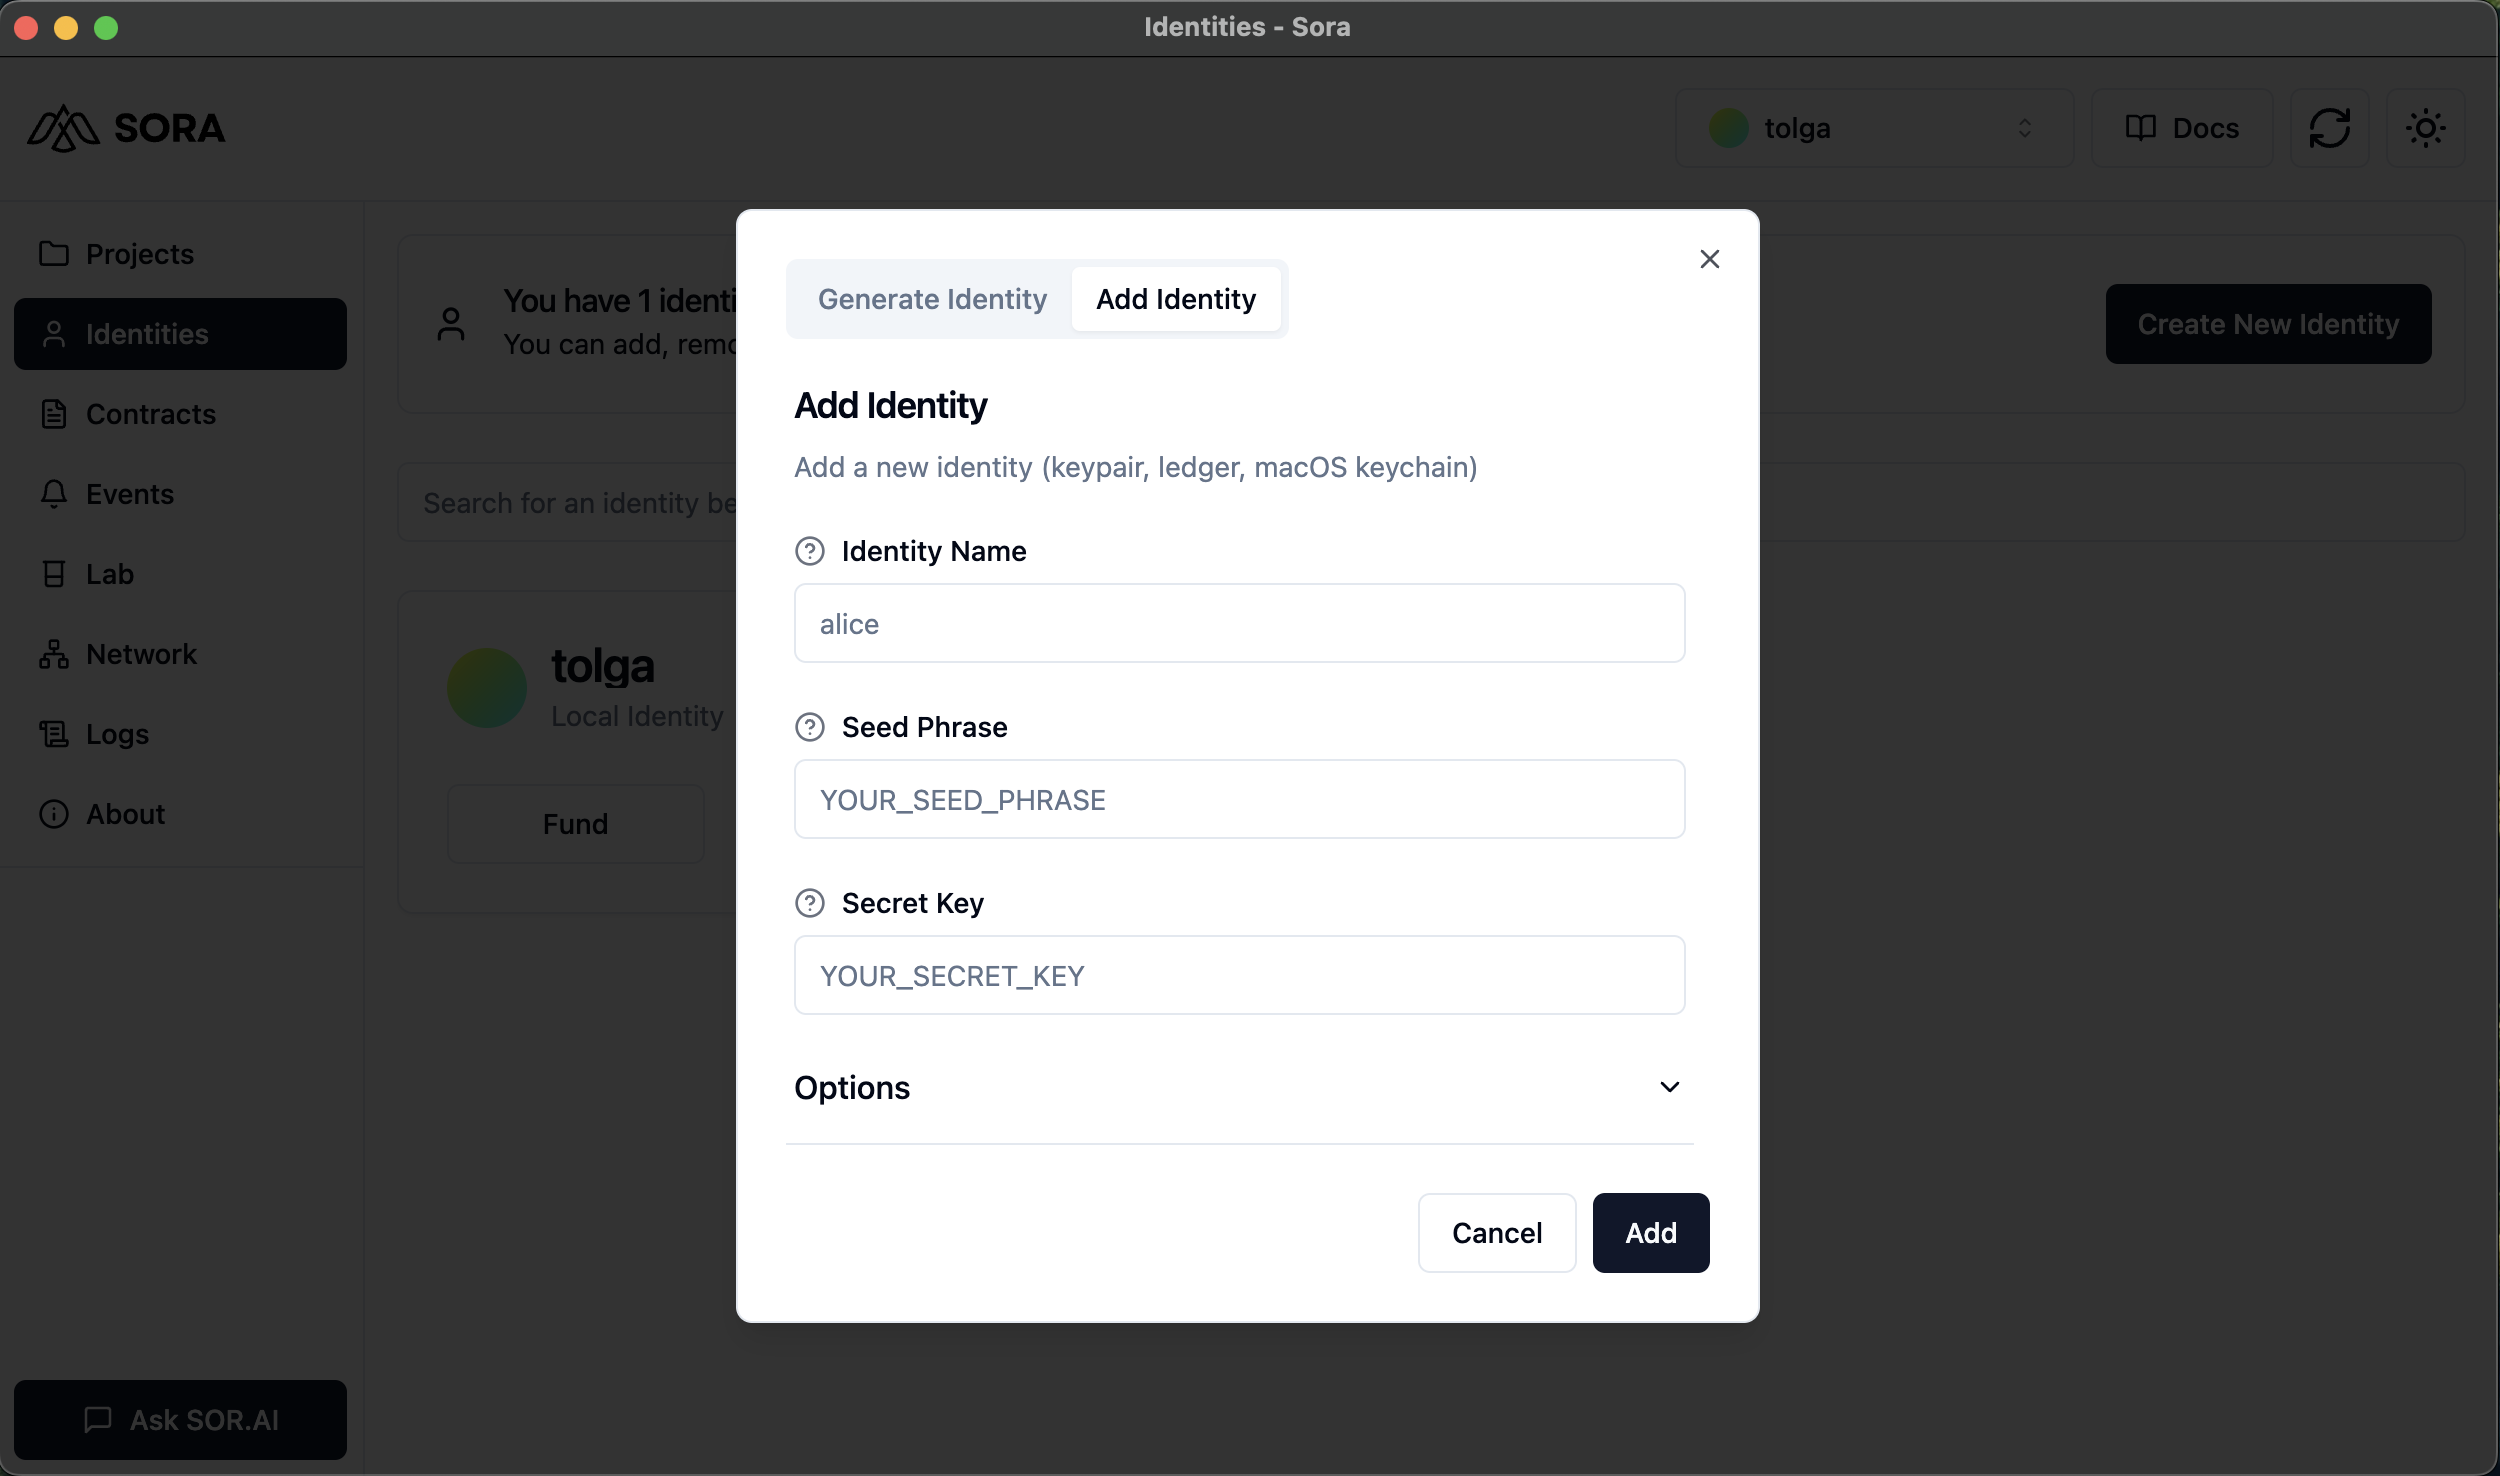 Identities - Sora
SORA
tolga
Docs
Projects
Identities
Contracts
Events
Lab
Network
Logs
About
Ask SOR.AI
You have 1 identi
You can add, remo
Create New Identity
Search for an identity be
tolga
Local Identity
Fund
Generate Identity
Add Identity
Add Identity
Add a new identity (keypair, ledger, macOS keychain)
Identity Name
alice
Seed Phrase
YOUR_SEED_PHRASE
Secret Key
YOUR_SECRET_KEY
Options
Cancel
Add